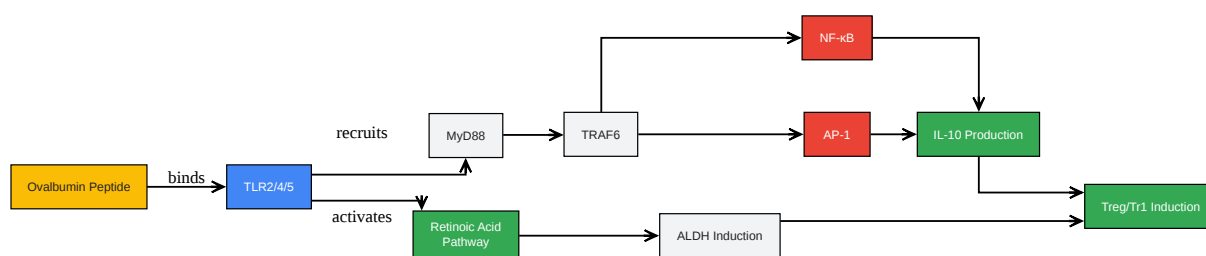 NF-κB
recruits
MyD88
TRAF6
AP-1
IL-10 Production
Ovalbumin Peptide
binds
TLR2/4/5
activates
Retinoic Acid
Pathway
ALDH Induction
Treg/Tr1 Induction